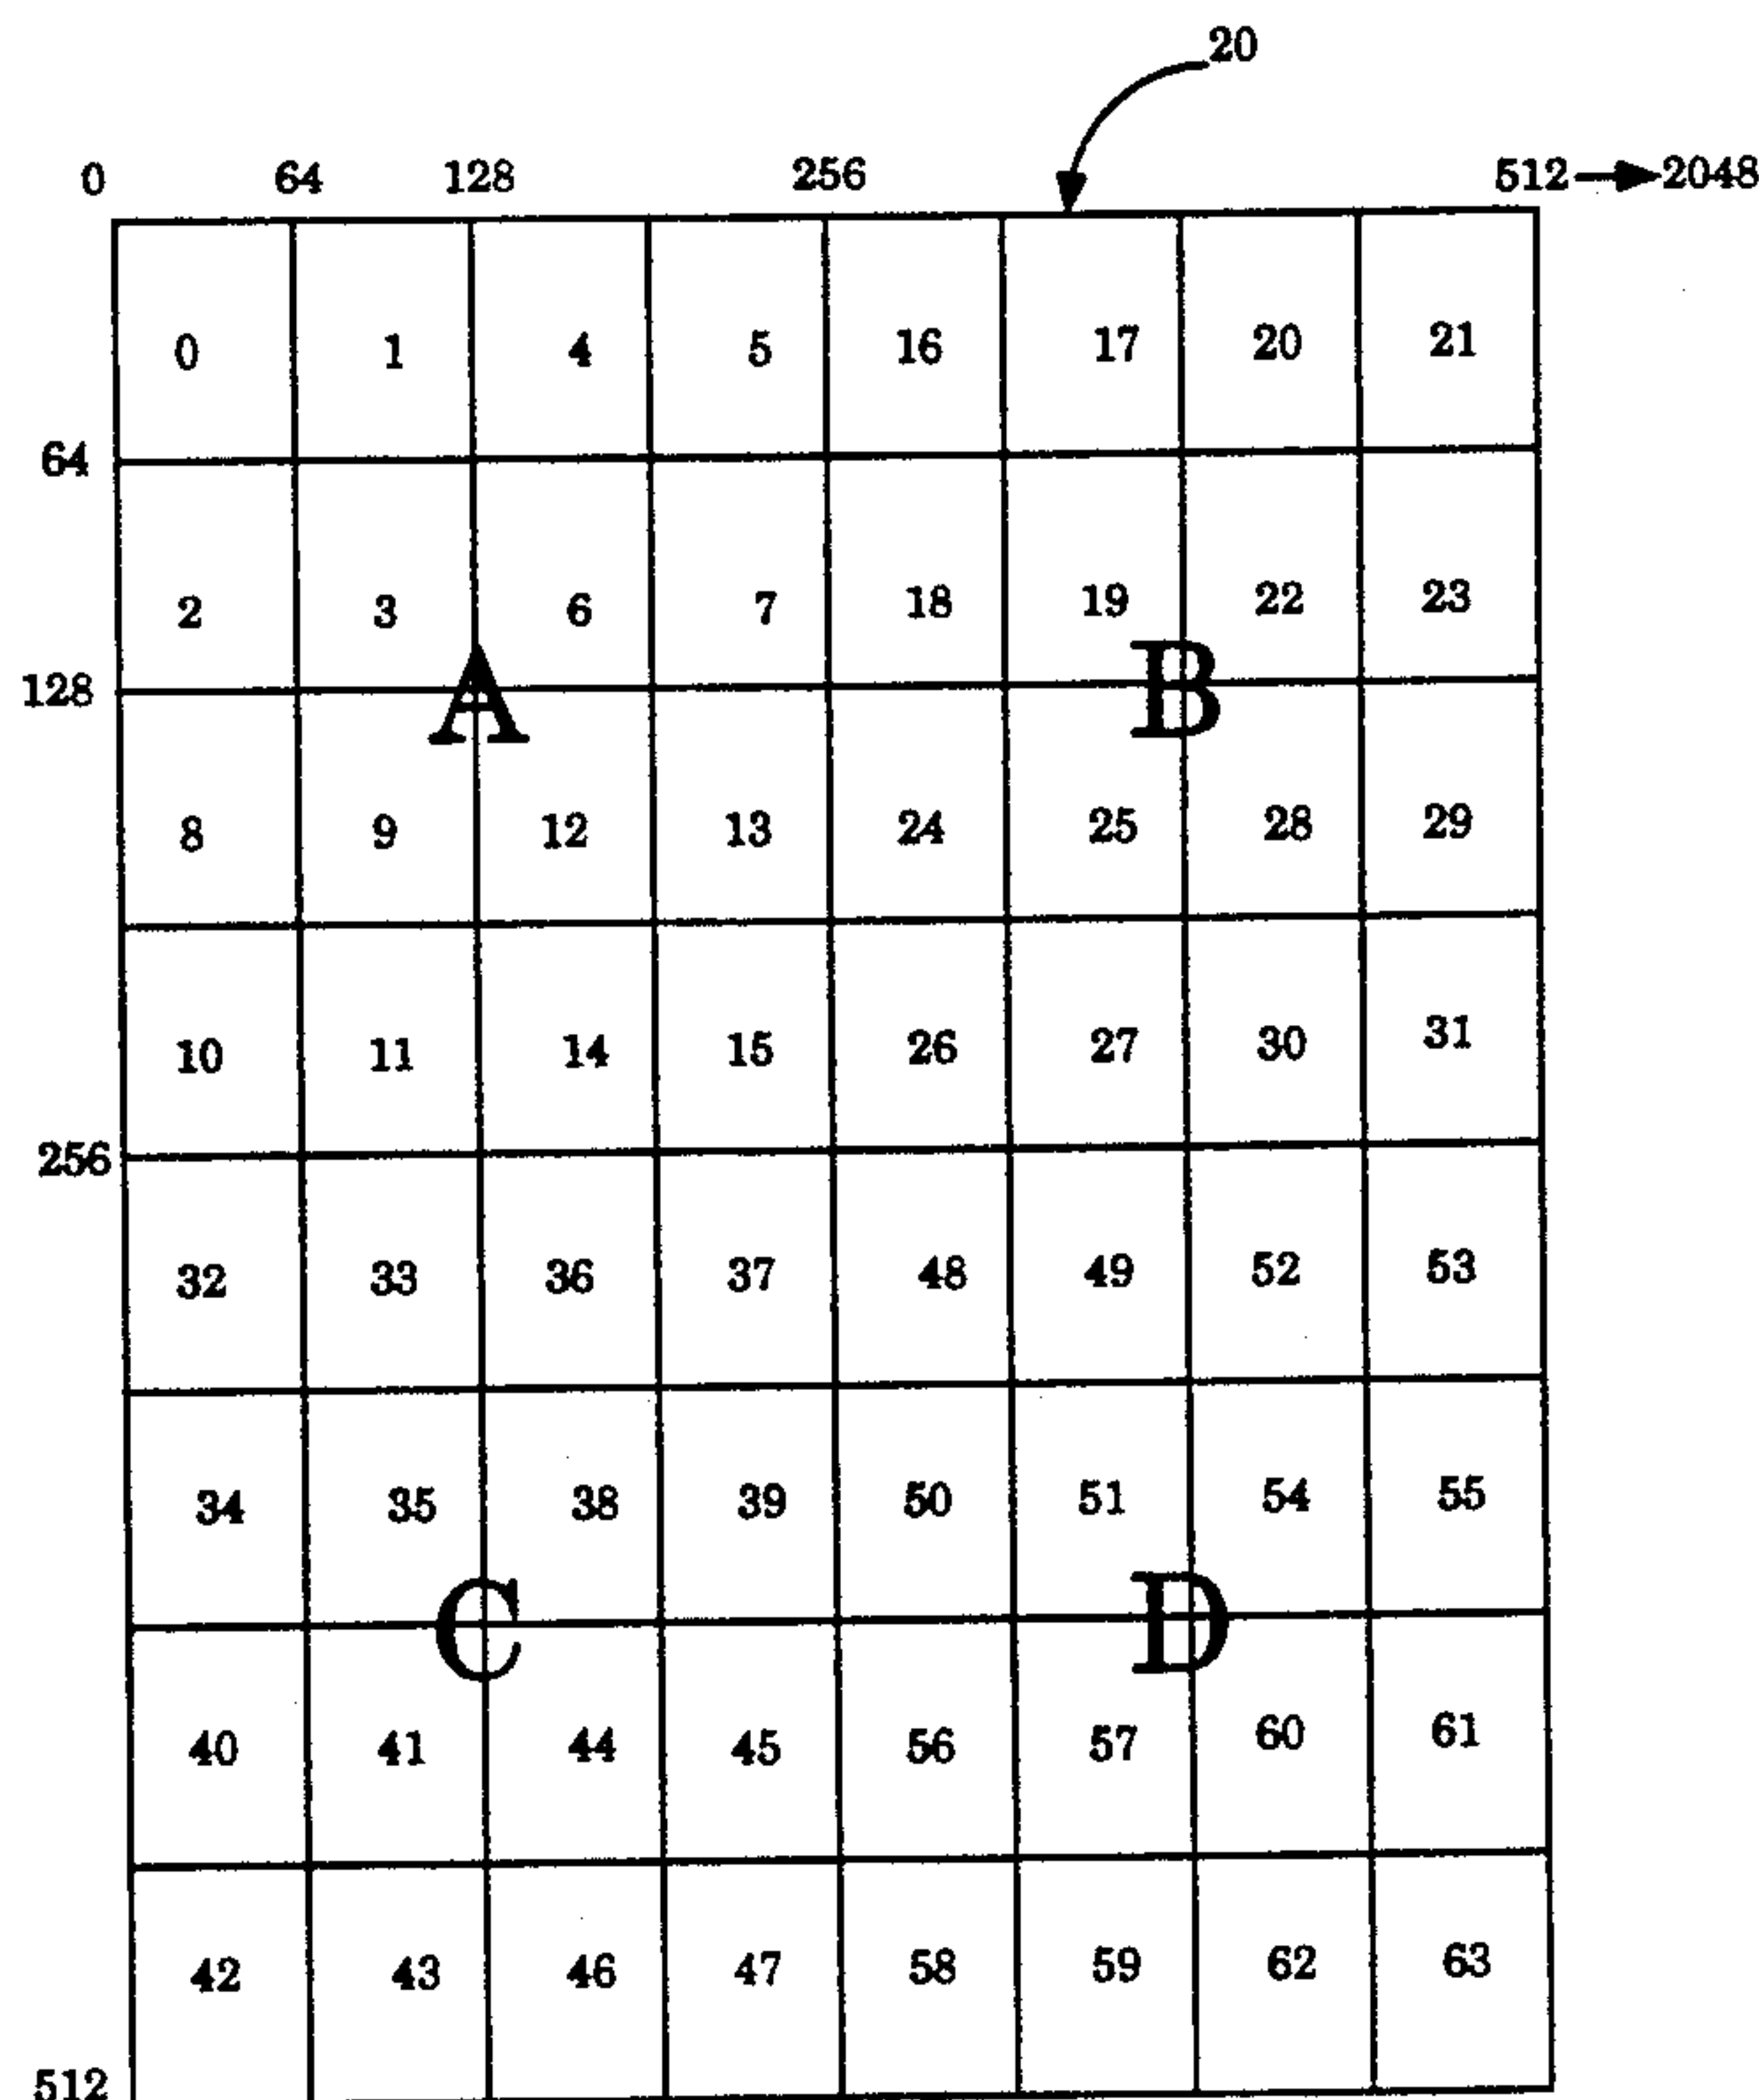 20
0 64 128 256 512 2048
0 1 4 5 16 17 20 21
64
2 3 6 7 18 19 22 23
128 A B
8 9 12 13 24 25 28 29
10 11 14 15 26 27 30 31
256
32 33 36 37 48 49 52 53
34 35 38 39 50 51 54 55
C D
40 41 44 45 56 57 60 61
42 43 46 47 58 59 62 63
512